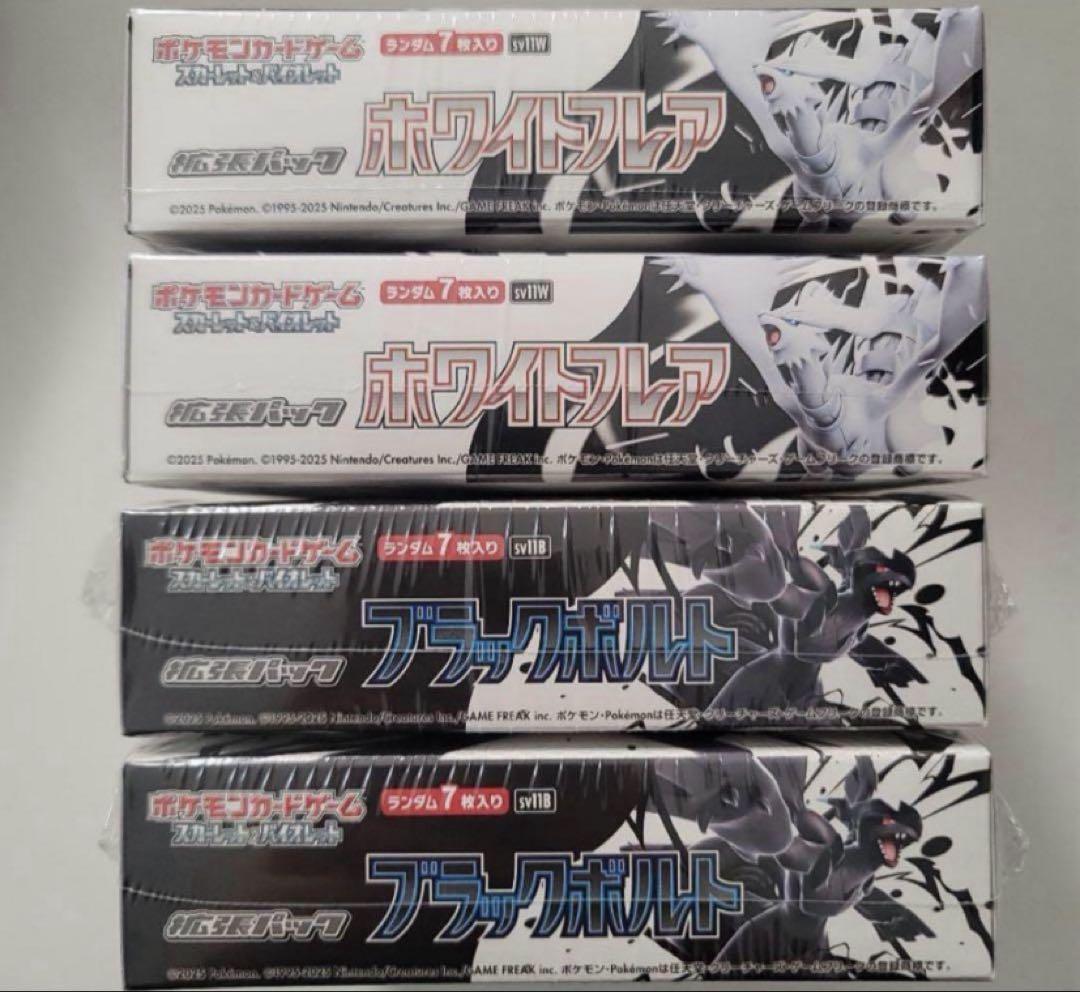 ポケモンカードゲーム ランダム7枚入り sv11W
スカーレット&バイオレット
拡張パック ホワイトフレア
©2025 Pokémon. ©1995-2025 Nintendo/Creatures Inc./GAME FREAK inc. ポケモン・Pokémonは任天堂・クリーチャーズ・ゲームフリークの登録商標です。
ポケモンカードゲーム ランダム7枚入り sv11W
スカーレット&バイオレット
拡張パック ホワイトフレア
©2025 Pokémon. ©1995-2025 Nintendo/Creatures Inc./GAME FREAK inc. ポケモン・Pokémonは任天堂・クリーチャーズ・ゲームフリークの登録商標です。
ポケモンカードゲーム ランダム7枚入り sv11B
スカーレット&バイオレット
拡張パック ブラックボルト
©2025 Pokémon. ©1995-2025 Nintendo/Creatures Inc./GAME FREAK inc. ポケモン・Pokémonは任天堂・クリーチャーズ・ゲームフリークの登録商標です。
ポケモンカードゲーム ランダム7枚入り sv11B
スカーレット&バイオレット
拡張パック ブラックボルト
©2025 Pokémon. ©1995-2025 Nintendo/Creatures Inc./GAME FREAK inc. ポケモン・Pokémonは任天堂・クリーチャーズ・ゲームフリークの登録商標です。